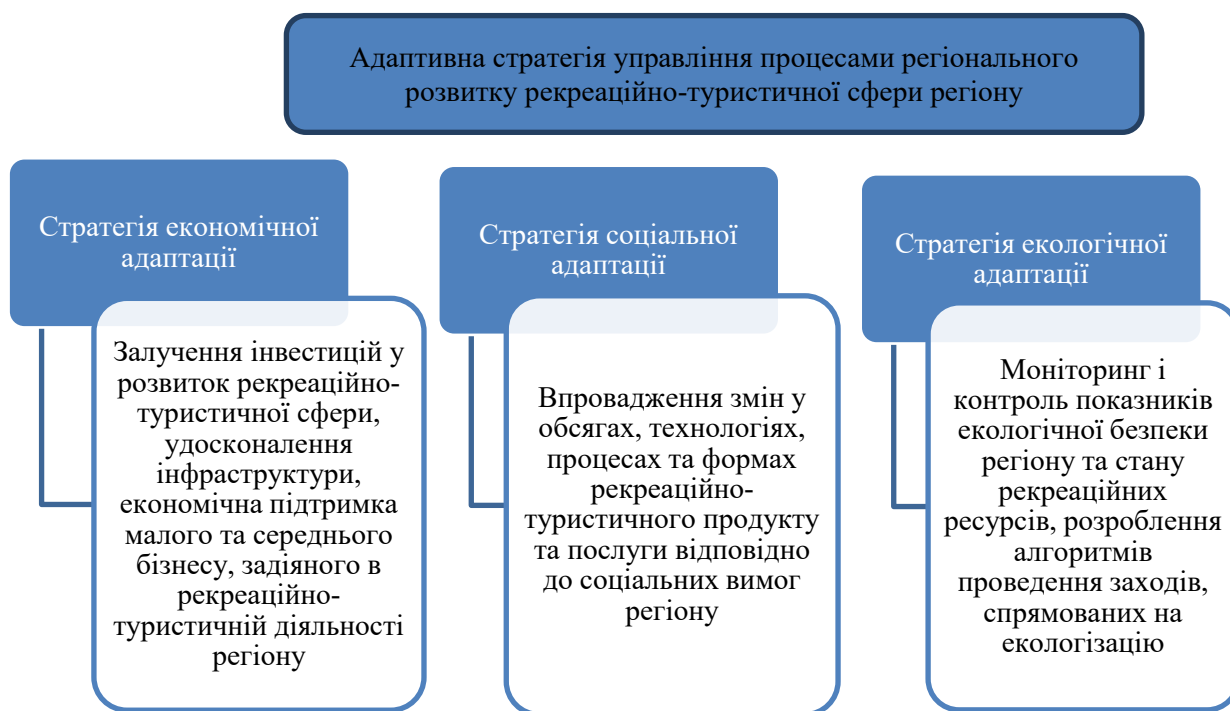 Адаптивна стратегія управління процесами регіонального
розвитку рекреаційно-туристичної сфери регіону
Стратегія економічної
адаптації
Залучення інвестицій у
розвиток рекреаційно-
туристичної сфери,
удосконалення
інфраструктури,
економічна підтримка
малого та середнього
бізнесу, задіяного в
рекреаційно-
туристичній діяльності
регіону
Стратегія соціальної
адаптації
Впровадження змін у
обсягах, технологіях,
процесах та формах
рекреаційно-
туристичного продукту
та послуги відповідно
до соціальних вимог
регіону
Стратегія екологічної
адаптації
Моніторинг і
контроль показників
екологічної безпеки
регіону та стану
рекреаційних
ресурсів, розроблення
алгоритмів
проведення заходів,
спрямованих на
екологізацію